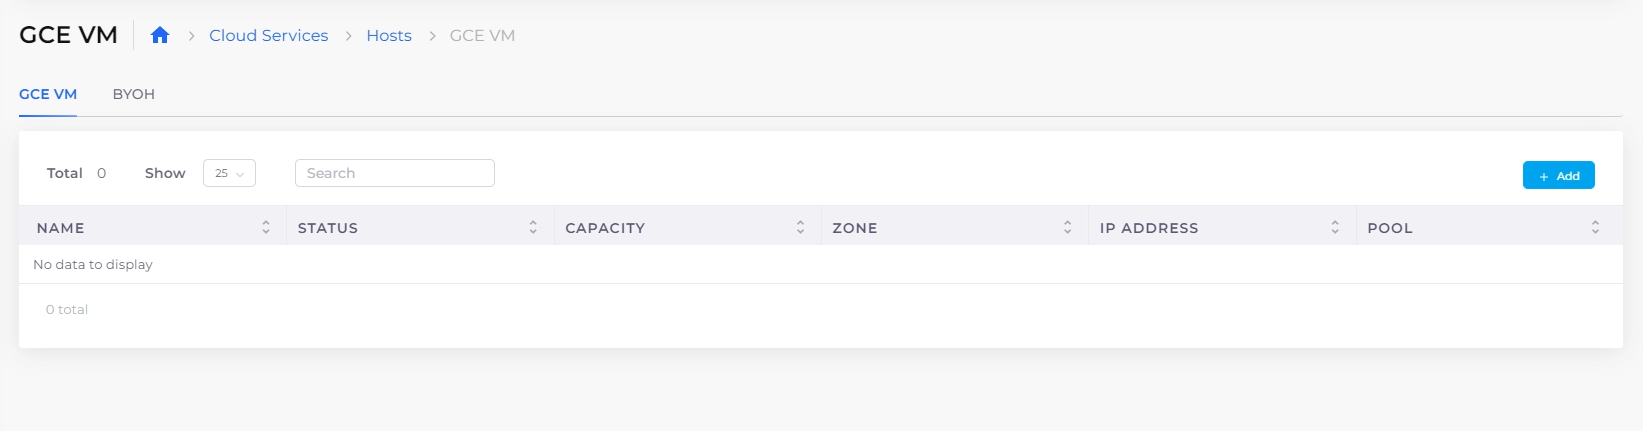 GCE VM Cloud Services Hosts GCE VM
GCE VM BYOH
Total 0 Show 25 Search + Add
NAME STATUS CAPACITY ZONE IP ADDRESS POOL
No data to display
0 total